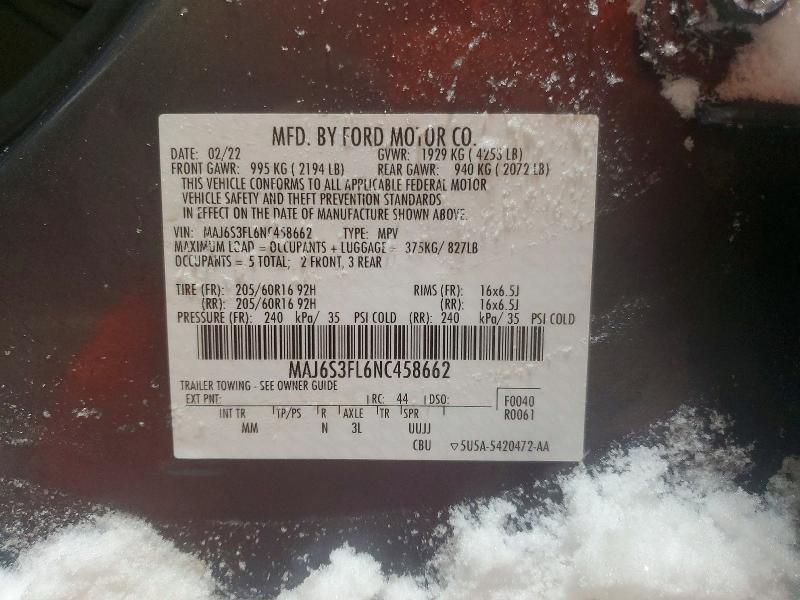 MFD. BY FORD MOTOR CO.
DATE: 02/22 GVWR: 1929 KG ( 4253 LB)
FRONT GAWR: 995 KG ( 2194 LB) REAR GAWR: 940 KG ( 2072 LB)
THIS VEHICLE CONFORMS TO ALL APPLICABLE FEDERAL MOTOR
VEHICLE SAFETY AND THEFT PREVENTION STANDARDS
IN EFFECT ON THE DATE OF MANUFACTURE SHOWN ABOVE.
VIN: MAJ6S3FL6NC458662 TYPE: MPV
MAXIMUM LOAD = OCCUPANTS + LUGGAGE = 375KG/ 827LB
OCCUPANTS = 5 TOTAL; 2 FRONT, 3 REAR
TIRE (FR): 205/60R16 92H RIMS (FR): 16x6.5J
(RR): 205/60R16 92H (RR): 16x6.5J
PRESSURE (FR): 240 kPa/ 35 PSI COLD (RR): 240 kPa/ 35 PSI COLD
MAJ6S3FL6NC458662
TRAILER TOWING - SEE OWNER GUIDE
EXT PNT: RC: 44 DSO: F0040
INT TR TP/PS R AXLE TR SPR R0061
MM N 3L UUJJ
CBU ▽5U5A-5420472-AA